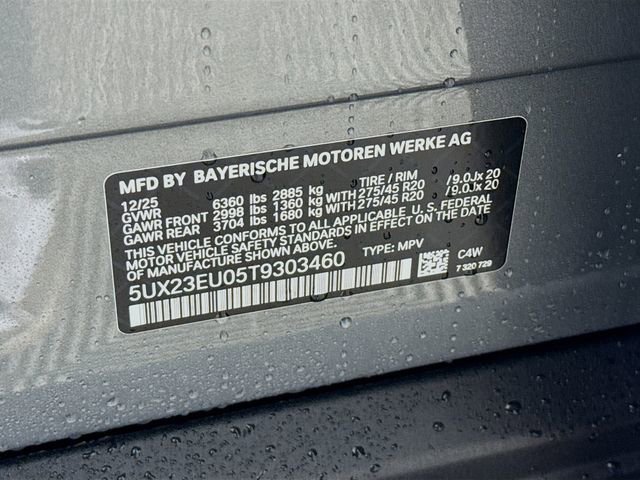 MFD BY BAYERISCHE MOTOREN WERKE AG
12/25 TIRE / RIM
GVWR 6360 lbs 2885 kg
GAWR FRONT 2998 lbs 1360 kg WITH 275/45 R20 / 9.0Jx 20
GAWR REAR 3704 lbs 1680 kg WITH 275/45 R20 / 9.0Jx 20
THIS VEHICLE CONFORMS TO ALL APPLICABLE U.S. FEDERAL
MOTOR VEHICLE SAFETY STANDARDS IN EFFECT ON THE DATE
OF MANUFACTURE SHOWN ABOVE.
TYPE: MPV
5UX23EU05T9303460
C4W
7 320 729